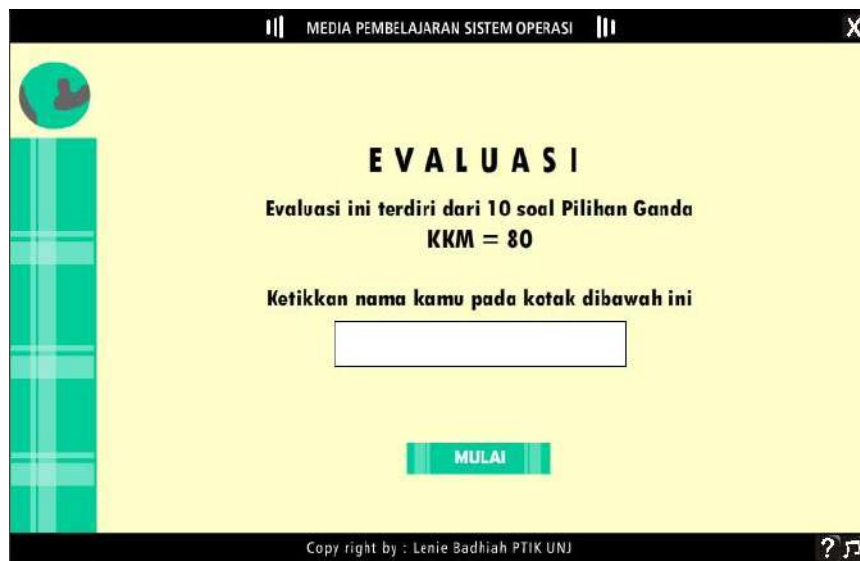 MEDIA PEMBELAJARAN SISTEM OPERASI
X
EVALUASI
Evaluasi ini terdiri dari 10 soal Pilihan Ganda
KKM = 80
Ketikkan nama kamu pada kotak dibawah ini
MULAI
Copy right by : Lenie Badhiah PTIK UNJ
?